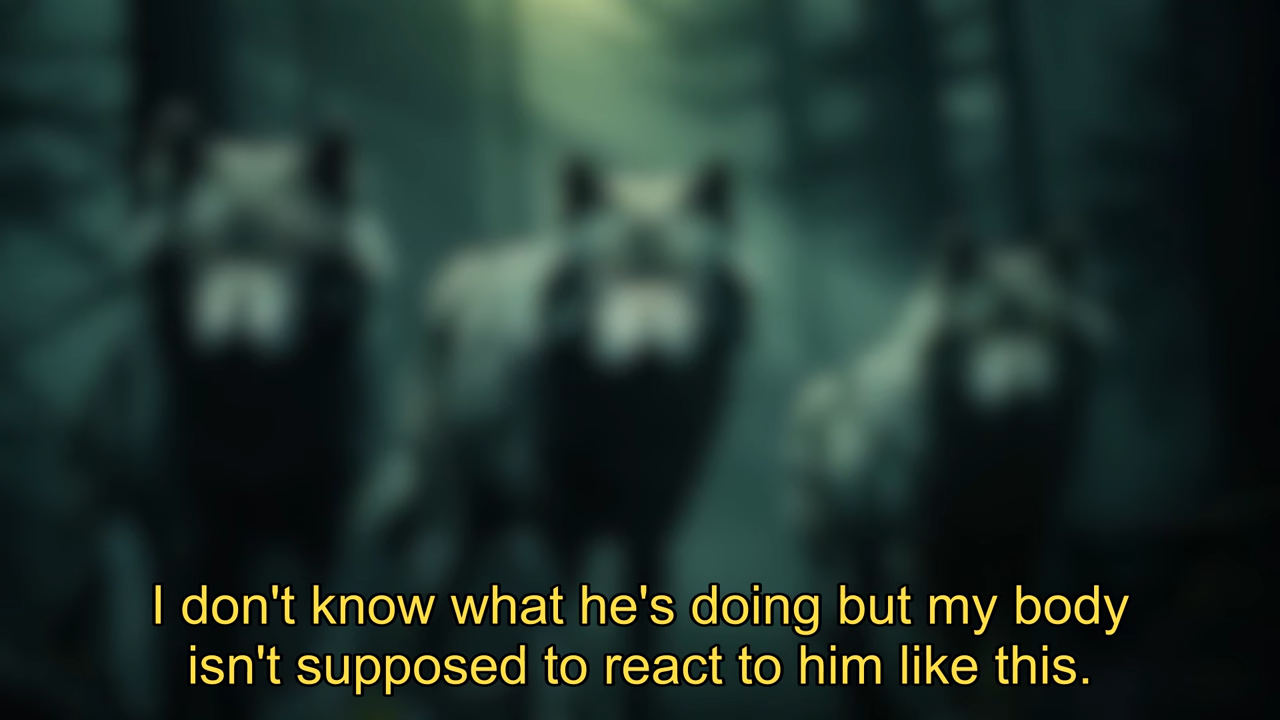 I don't know what he's doing but my body
isn't supposed to react to him like this.